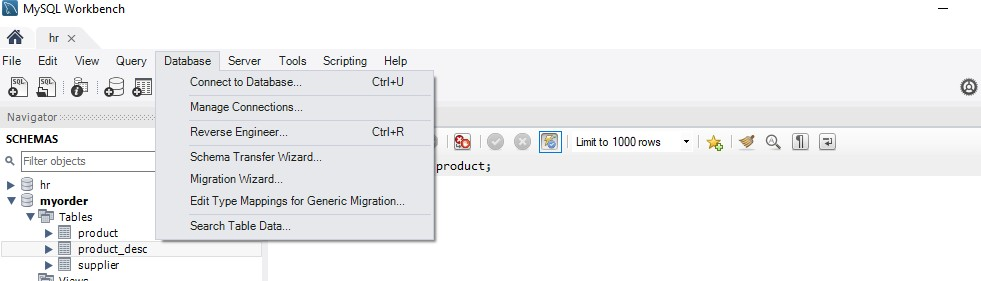 MySQL Workbench
hr
File Edit View Query Database Server Tools Scripting Help
Connect to Database... Ctrl+U
Manage Connections...
Reverse Engineer... Ctrl+R
Schema Transfer Wizard...
Migration Wizard...
Edit Type Mappings for Generic Migration...
Search Table Data...
SQL SQL
Navigator
SCHEMAS
Filter objects
hr
myorder
Tables
product
product_desc
supplier
Views
Limit to 1000 rows
product;